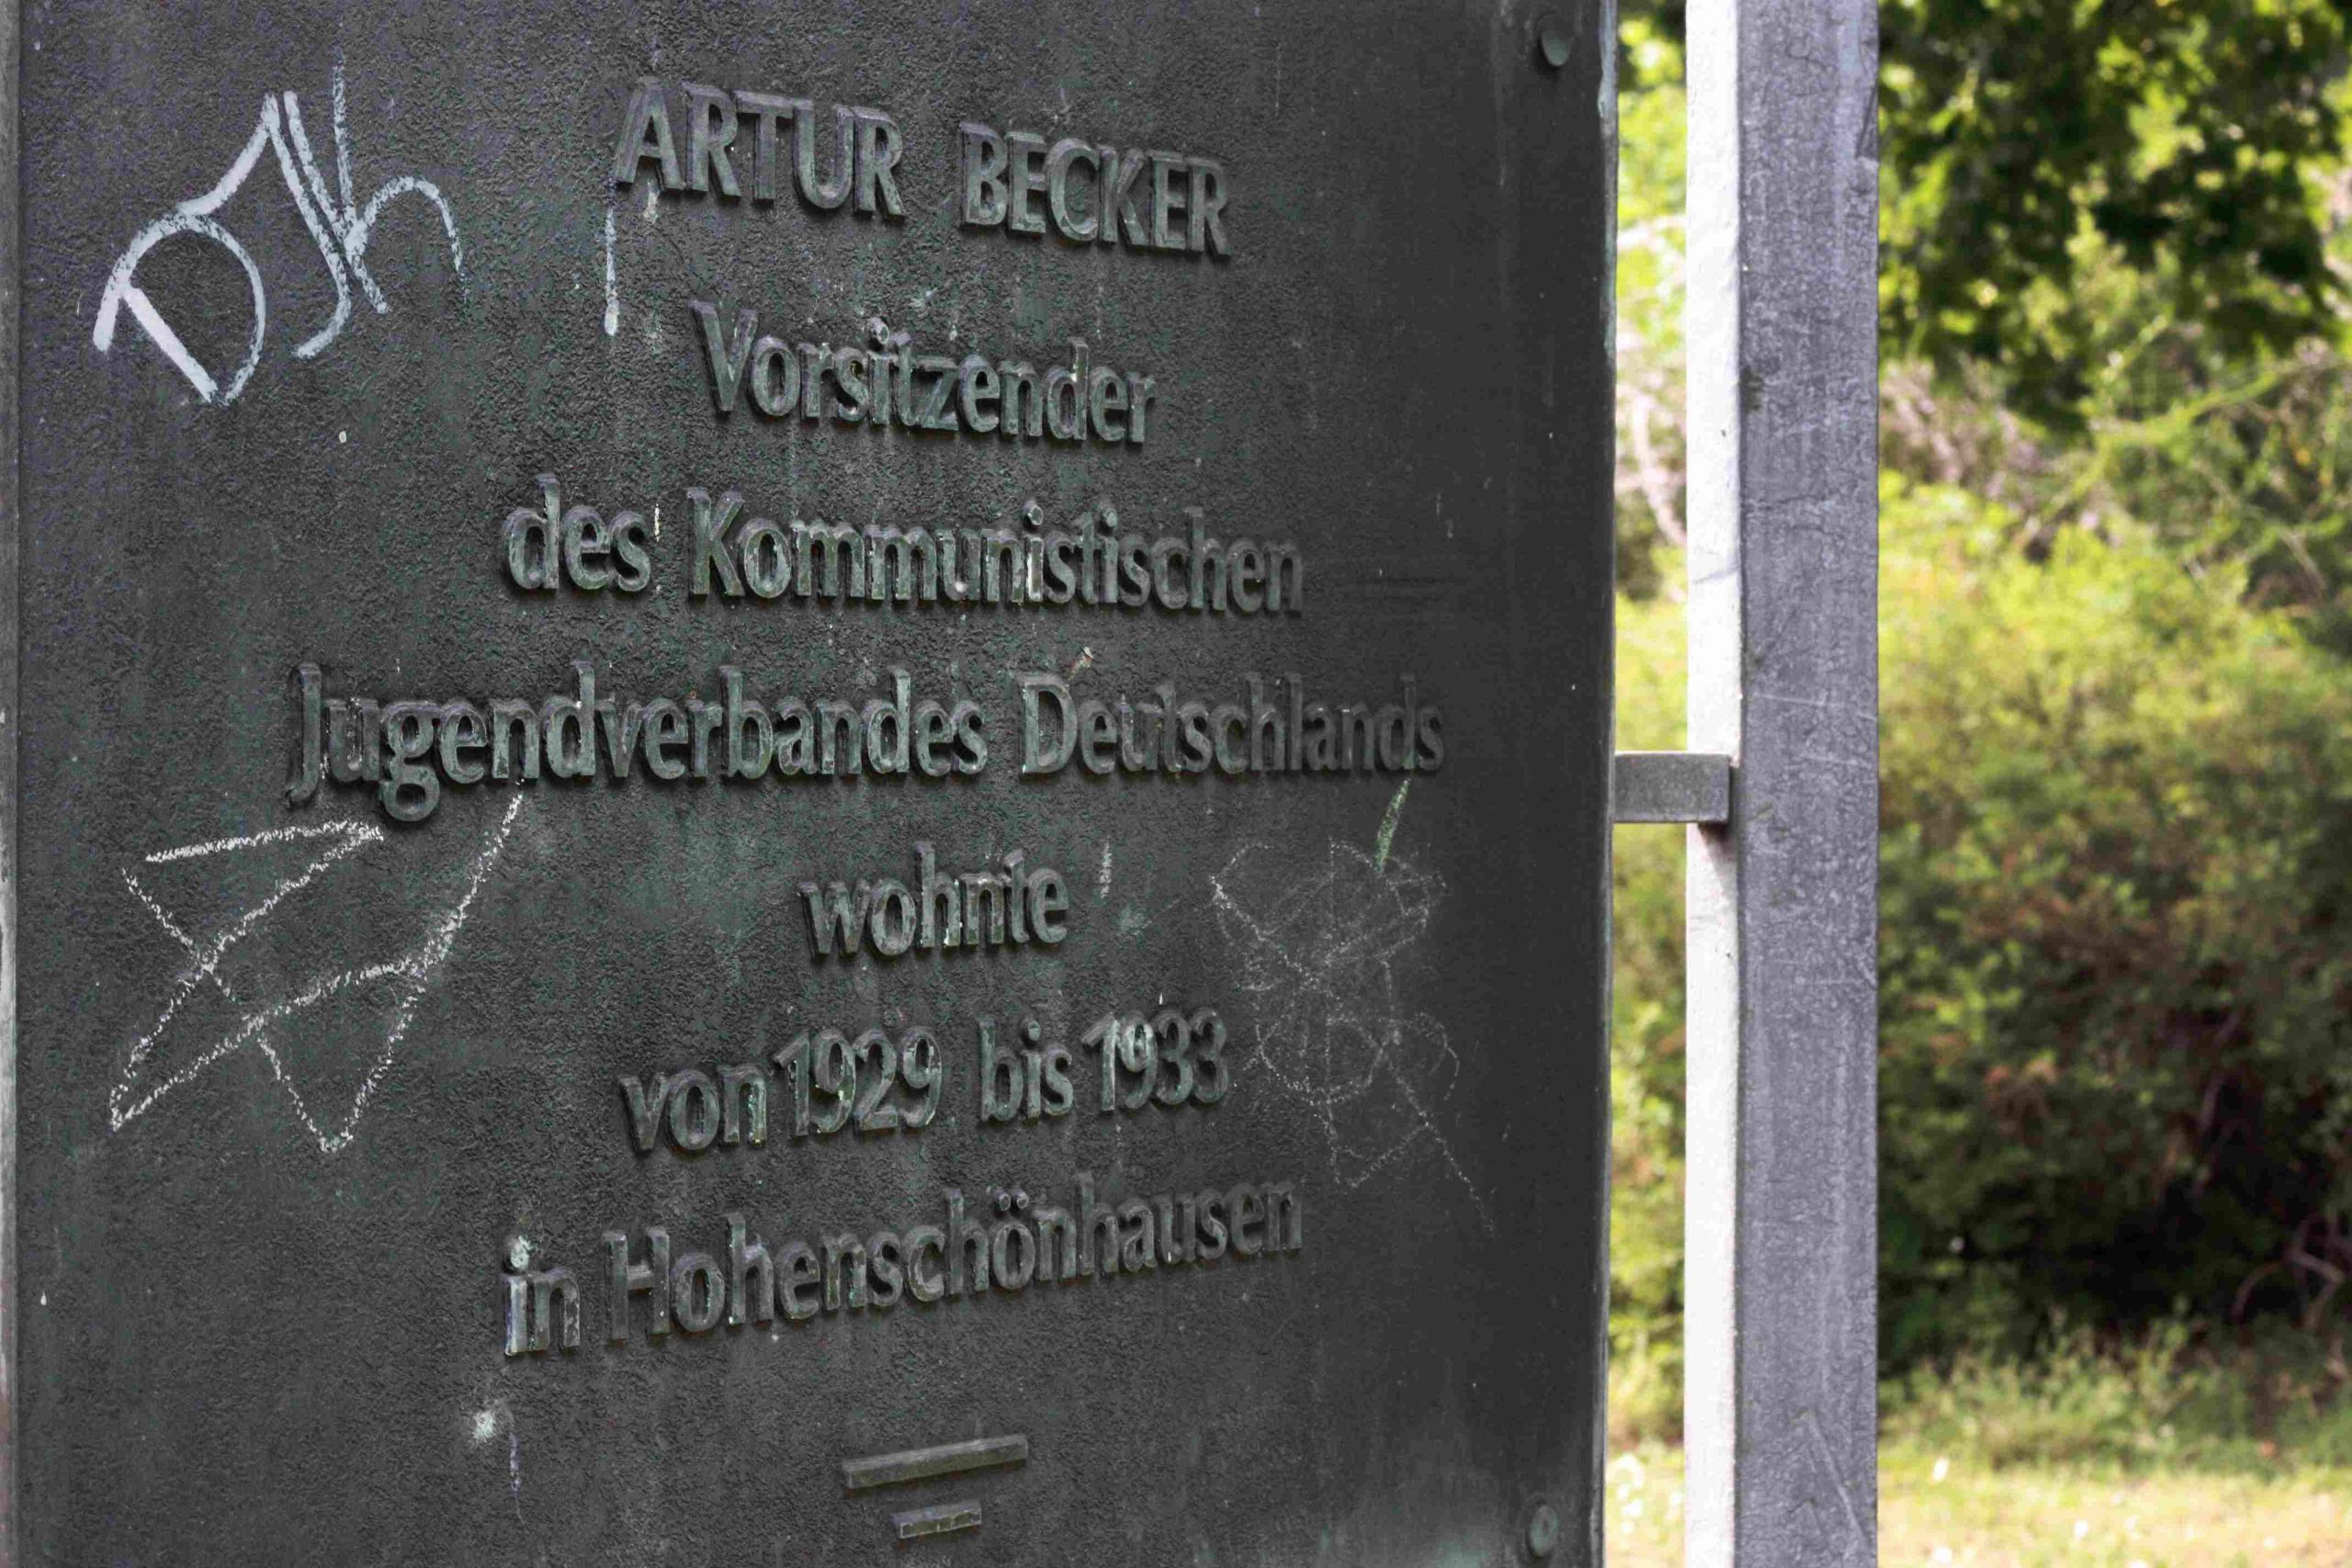 ARTUR BECKER
Vorsitzender
des Kommunistischen
Jugendverbandes Deutschlands
wohnte
von 1929 bis 1933
in Hohenschönhausen